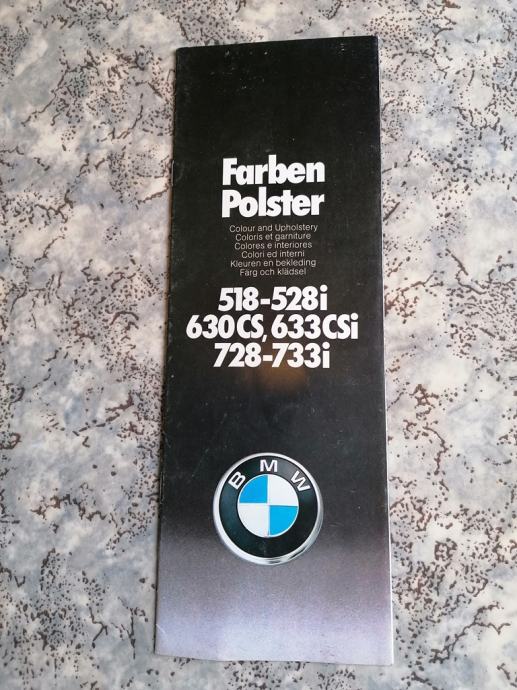 Farben
Polster
Colour and Upholstery
Coloris et garniture
Colores e interiores
Colori ed interni
Kleuren en bekleding
Färg och klädsel
518-528i
630CS, 633CSi
728-733i
BMW